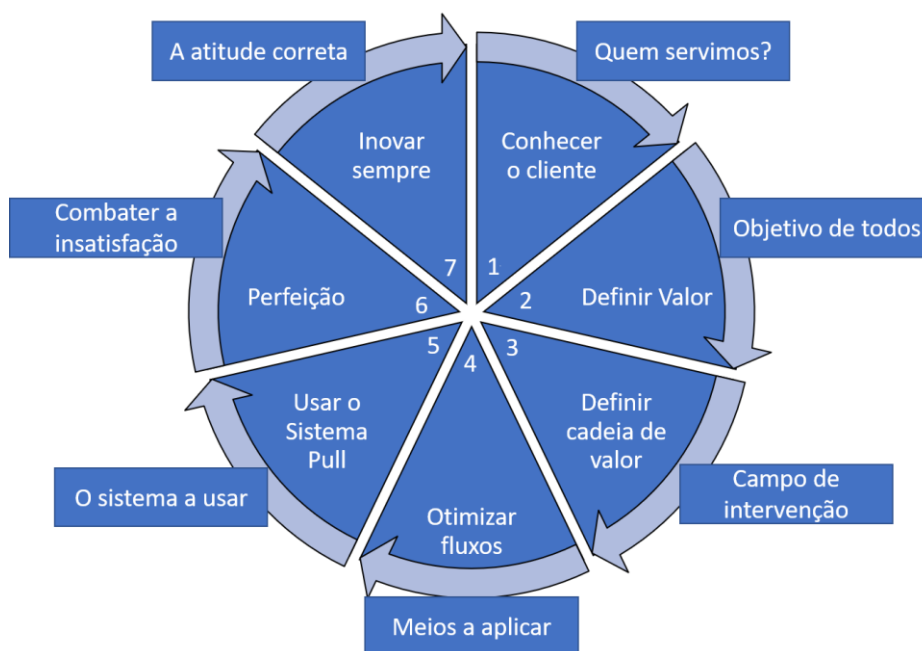 A atitude correta
Quem servimos?
Inovar
sempre
Conhecer
o cliente
Combater a
insatisfação
Objetivo de todos
7
1
Perfeição
6
2
Definir Valor
5
4
3
Usar o
Sistema
Pull
Definir
cadeia de
valor
O sistema a usar
Otimizar
fluxos
Campo de
intervenção
Meios a aplicar